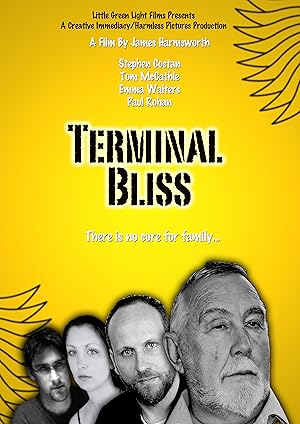 Little Green Light Films Presents
A Creative Immediacy/Harmless Pictures Production
A Film By James Harmsworth
Stephen Costan
Tom McCathie
Emma Walters
Paul Rohan
TERMINAL
BLISS
There is no cure for family...